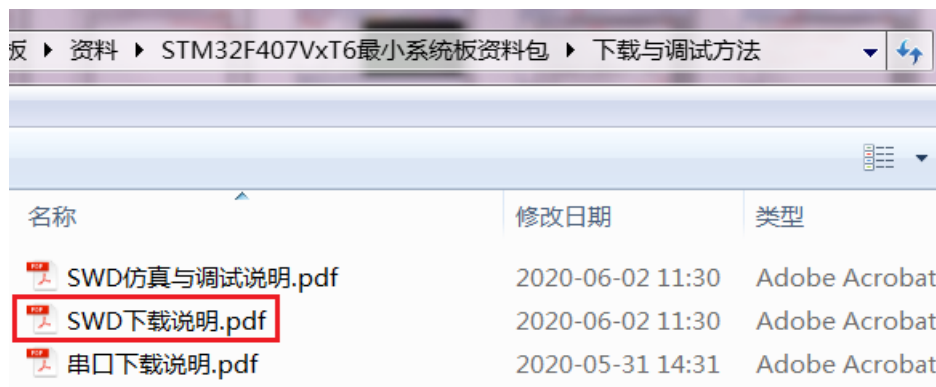 板 资料 STM32F407VxT6最小系统板资料包 下载与调试方法
名称 修改日期 类型
SWD仿真与调试说明.pdf 2020-06-02 11:30 Adobe Acrobat
SWD下载说明.pdf 2020-06-02 11:30 Adobe Acrobat
串口下载说明.pdf 2020-05-31 14:31 Adobe Acrobat